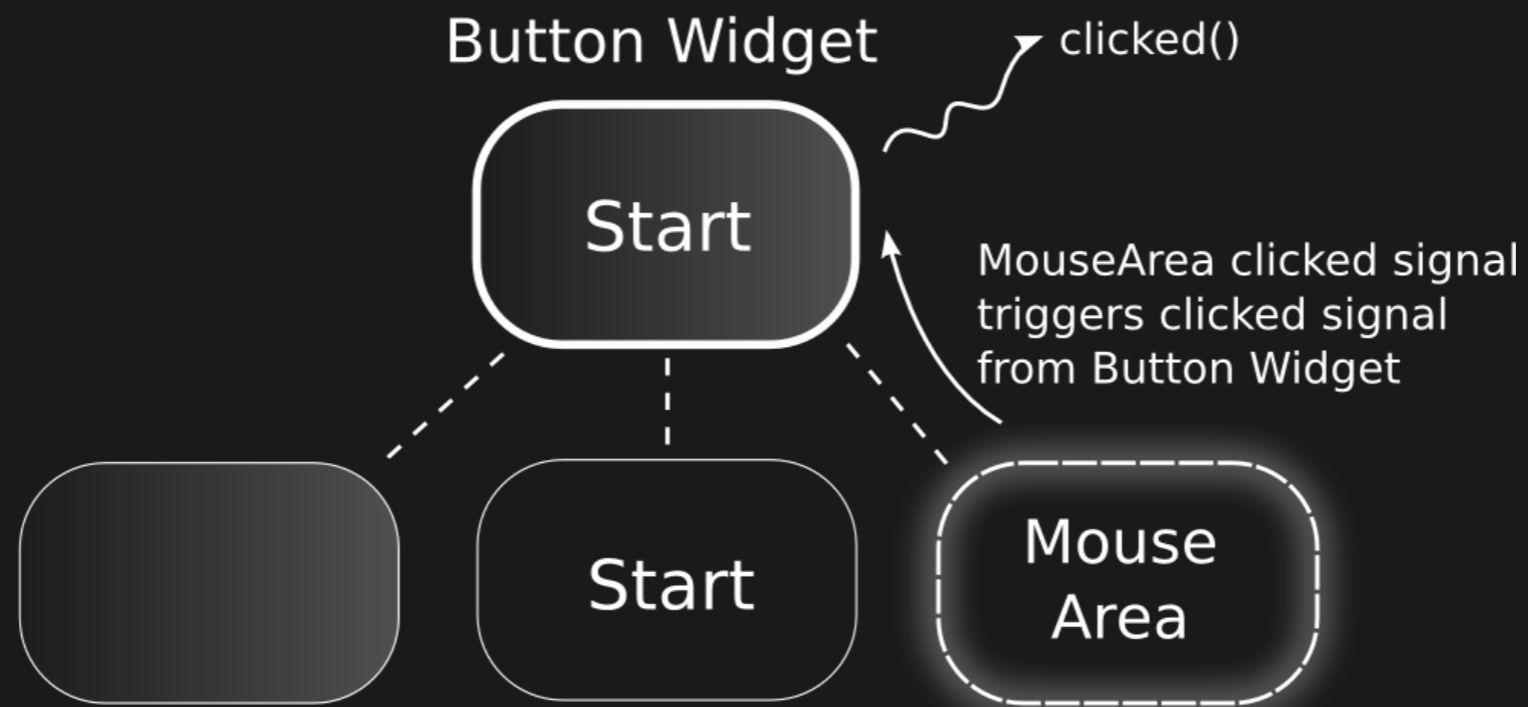 Button Widget
clicked()
Start
MouseArea clicked signal
triggers clicked signal
from Button Widget
Start
Mouse
Area